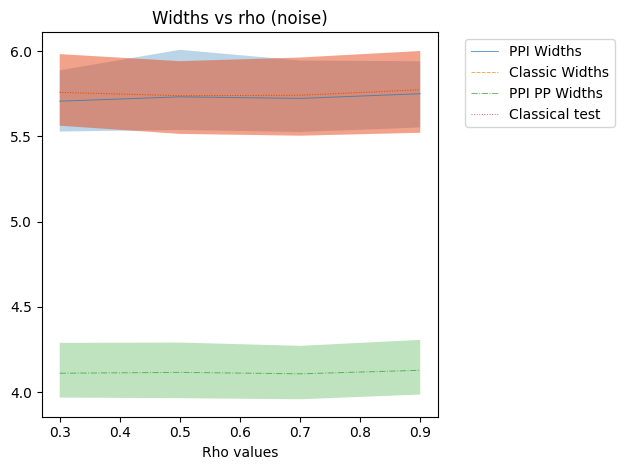 Widths vs rho (noise)
6.0
5.5
5.0
4.5
4.0
0.3 0.4 0.5 0.6 0.7 0.8 0.9
Rho values
PPI Widths
Classic Widths
PPI PP Widths
Classical test